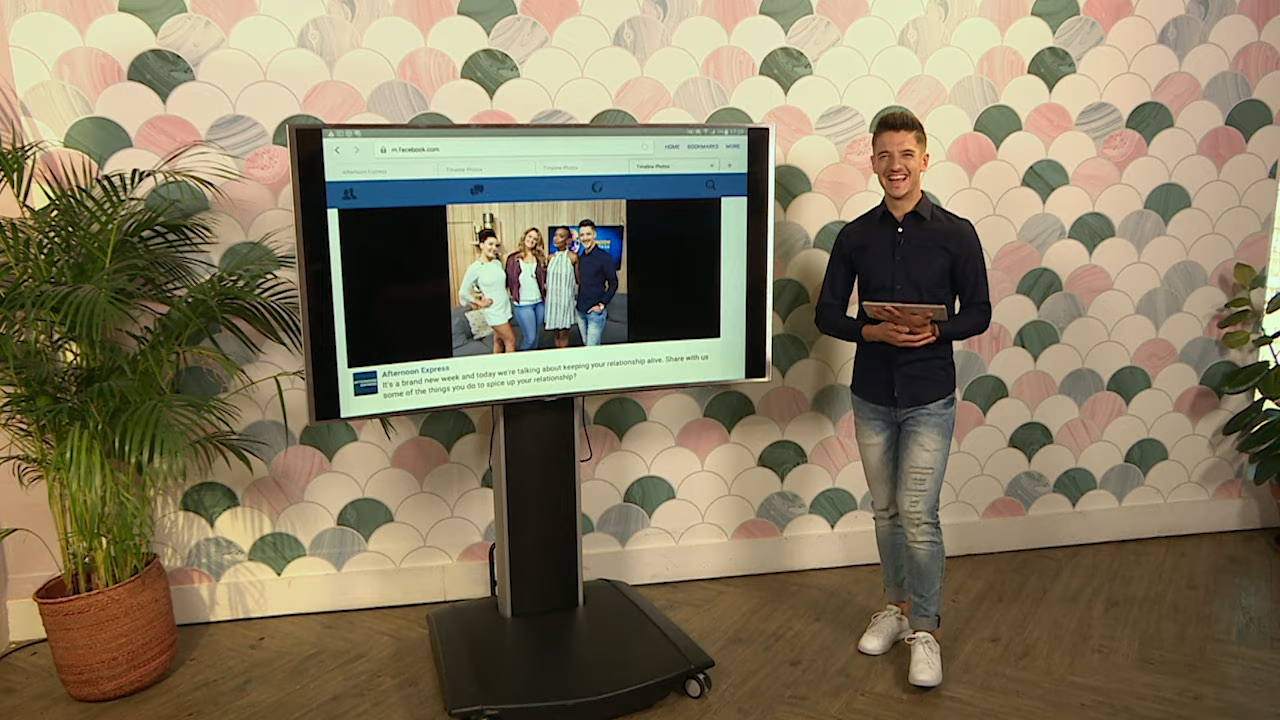 m.facebook.com
HOME BOOKMARKS MORE
Afternoon Express
Timeline Photos
Timeline Photos
Timeline Photos
Afternoon Express
It's a brand new week and today we're talking about keeping your relationship alive. Share with us
some of the things you do to spice up your relationship?